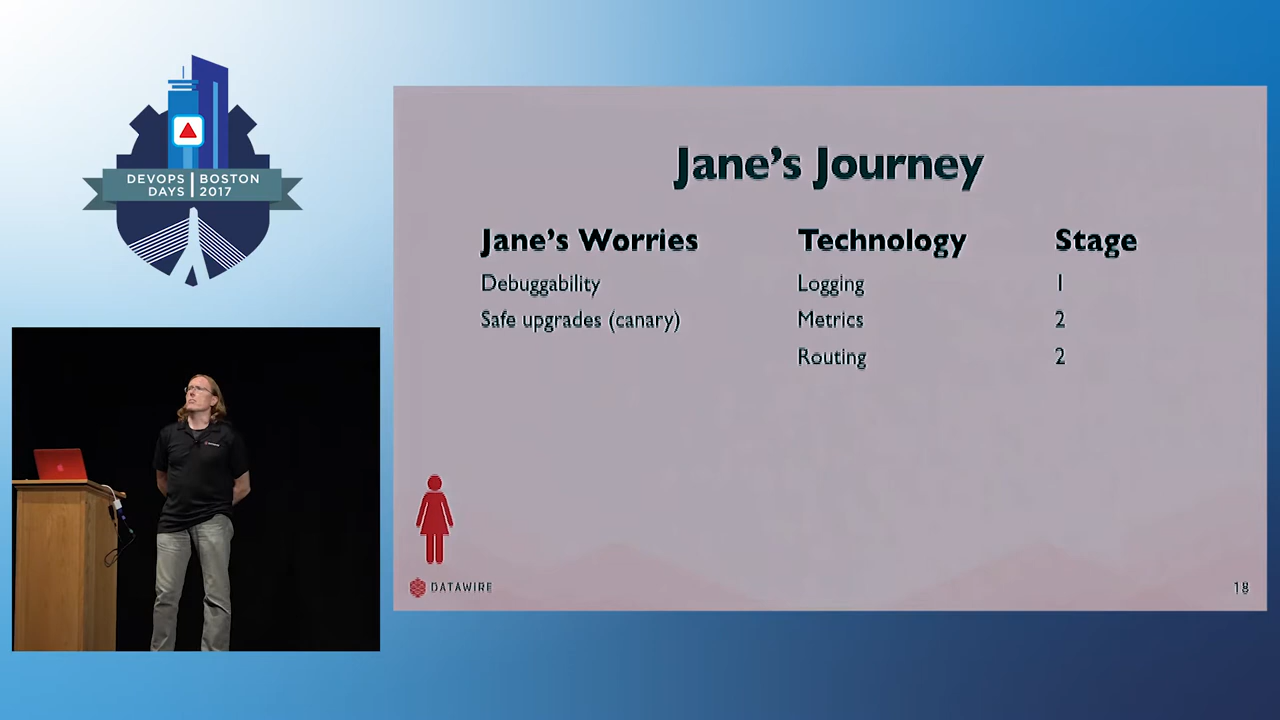 DEVOPS DAYS
BOSTON 2017
Jane's Journey
Jane's Worries Technology Stage
Debuggability Logging 1
Safe upgrades (canary) Metrics 2
Routing 2
DATAWIRE
18